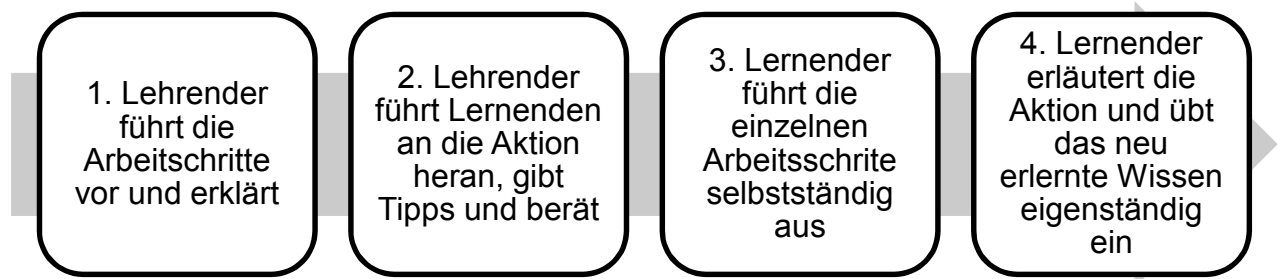 1. Lehrender
führt die
Arbeitschritte
vor und erklärt
2. Lehrender
führt Lernenden
an die Aktion
heran, gibt
Tipps und berät
3. Lernender
führt die
einzelnen
Arbeitsschrite
selbstständig
aus
4. Lernender
erläutert die
Aktion und übt
das neu
erlernte Wissen
eigenständig
ein